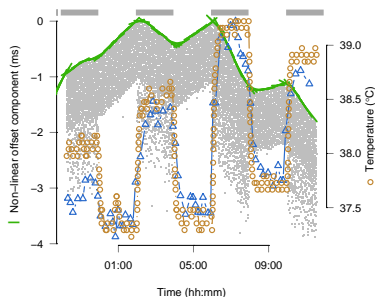 Non−linear offset component (ms)
0
−1
−2
−3
−4
39.0
38.5
38.0
37.5
Temperature (°C)
01:00 05:00 09:00
Time (hh:mm)